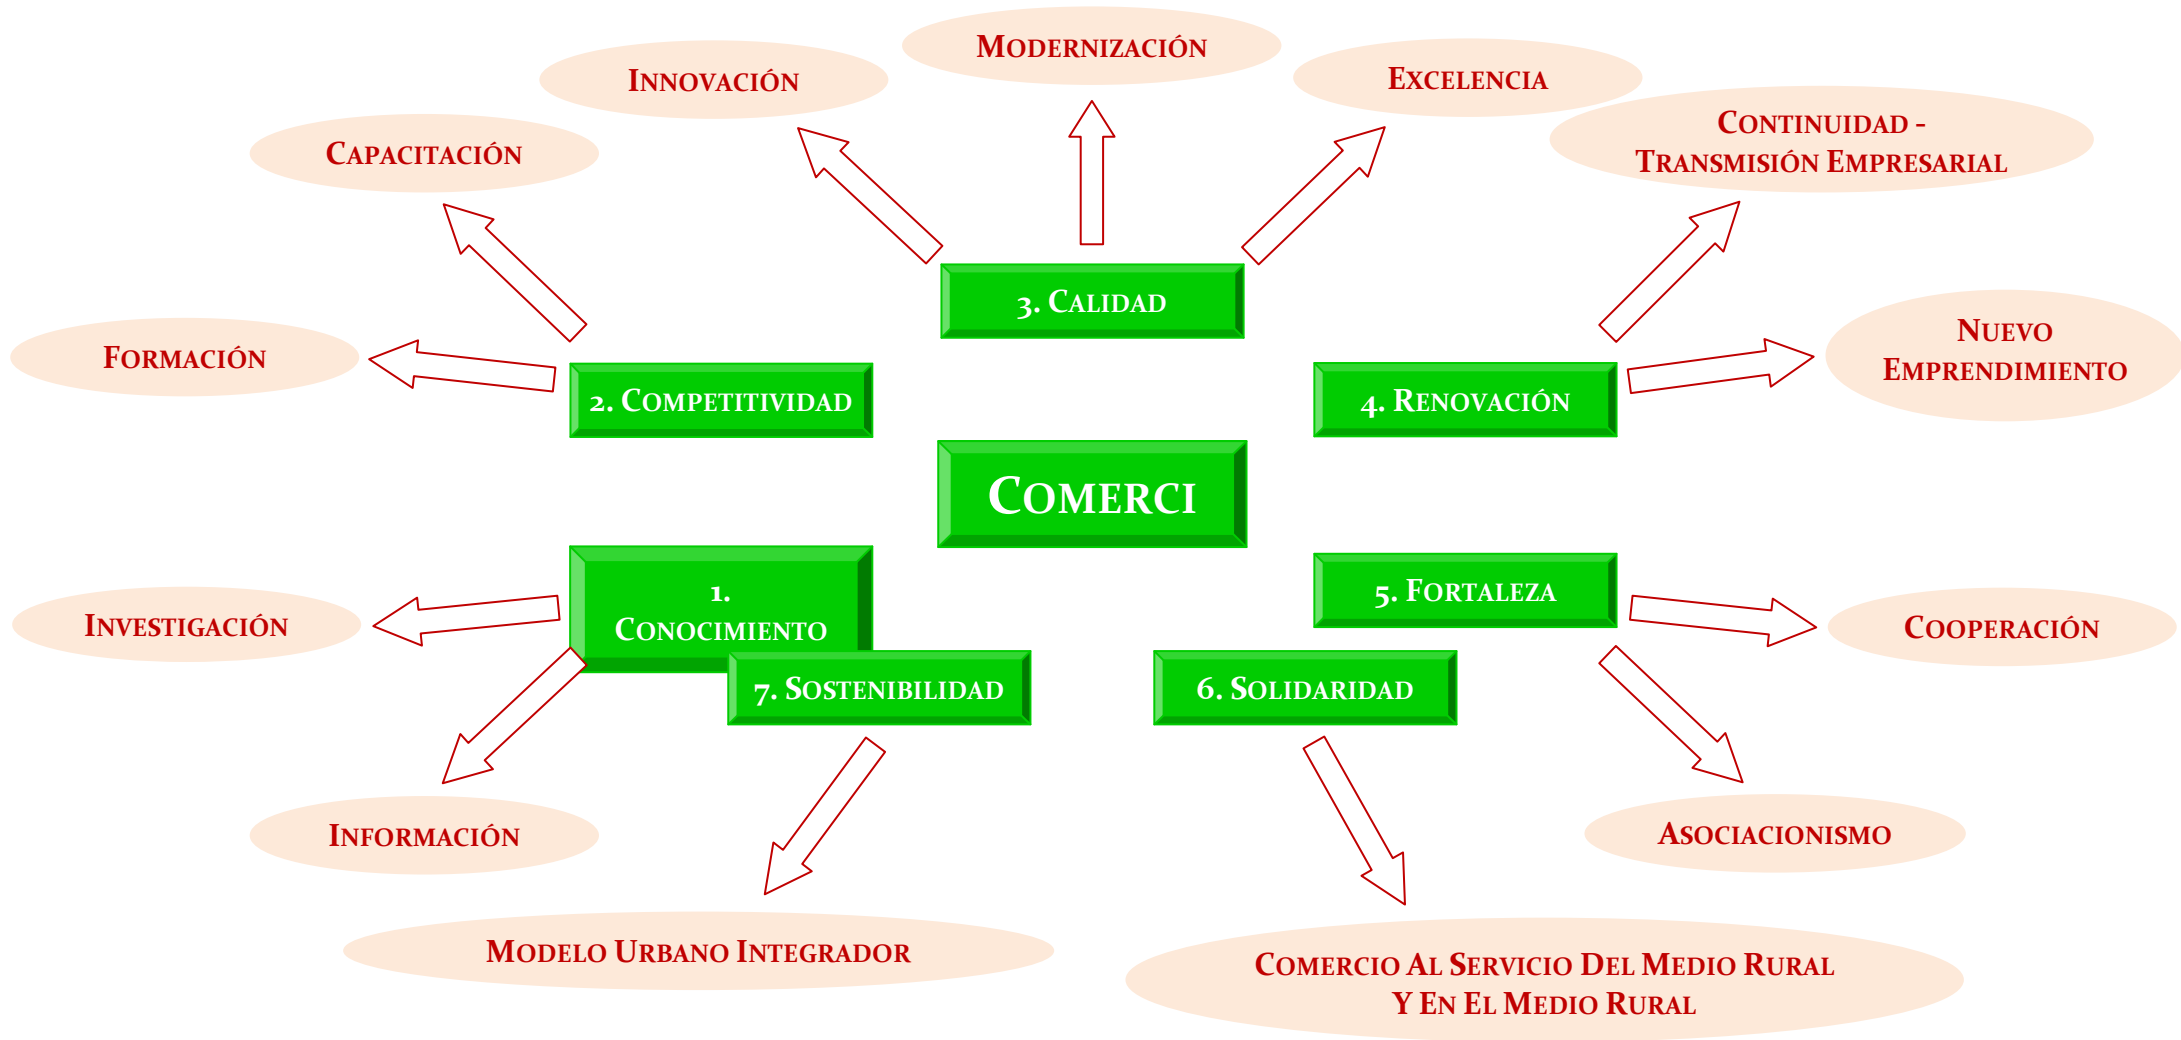 Modernización
Innovación
Excelencia
Continuidad -
Transmisión Empresarial
Capacitación
3. Calidad
Formación
Nuevo
Emprendimiento
2. Competitividad
4. Renovación
Comerci
1.
Conocimiento
5. Fortaleza
Investigación
Cooperación
7. Sostenibilidad
6. Solidaridad
Información
Asociacionismo
Modelo Urbano Integrador
Comercio Al Servicio Del Medio Rural
Y En El Medio Rural